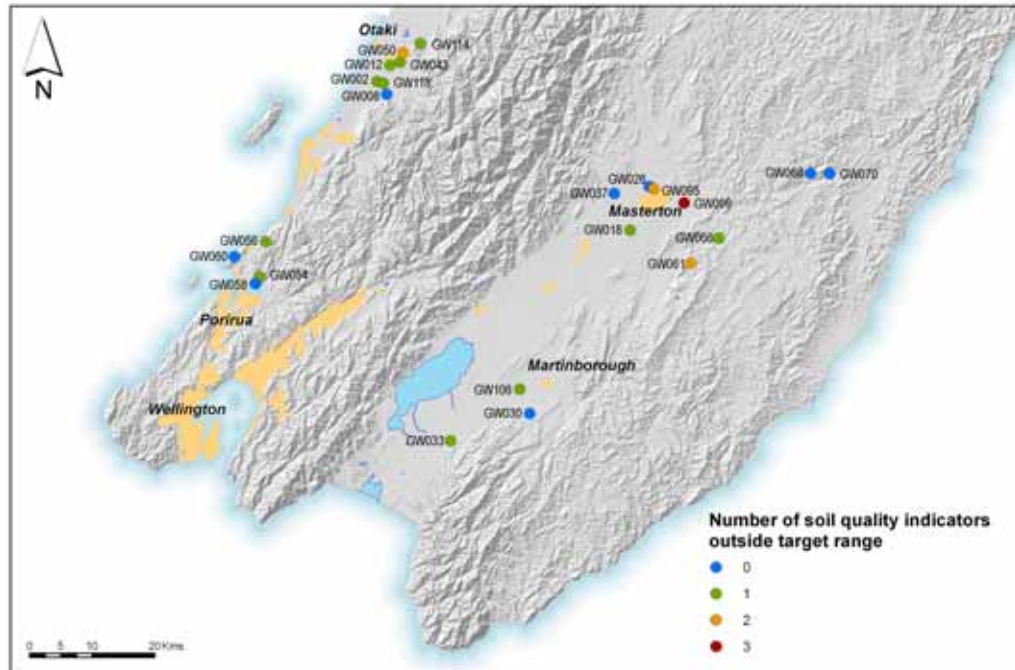 Otaki
GW114
GW050
GW012
GW043
GW002
GW111
GW008
N
GW068
GW070
GW026
GW095
GW037
GW099
Masterton
GW018
GW066
GW061
GW056
GW060
GW054
GW058
Porirua
Martinborough
GW106
Wellington
GW030
GW033
Number of soil quality indicators
outside target range
0
1
2
3
0 5 10 20 Kms